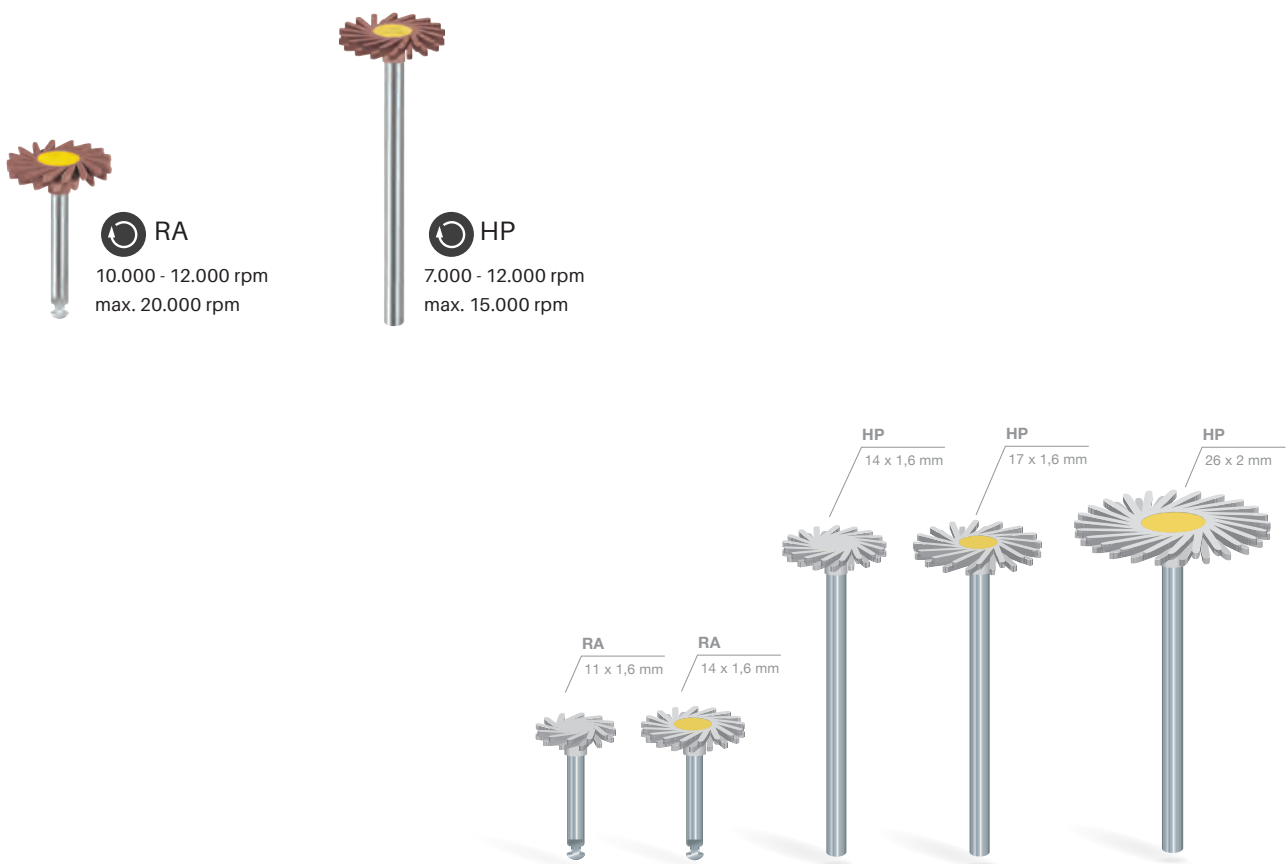 RA
10.000 - 12.000 rpm
max. 20.000 rpm
HP
7.000 - 12.000 rpm
max. 15.000 rpm
HP
14 x 1,6 mm
HP
17 x 1,6 mm
HP
26 x 2 mm
RA
11 x 1,6 mm
RA
14 x 1,6 mm